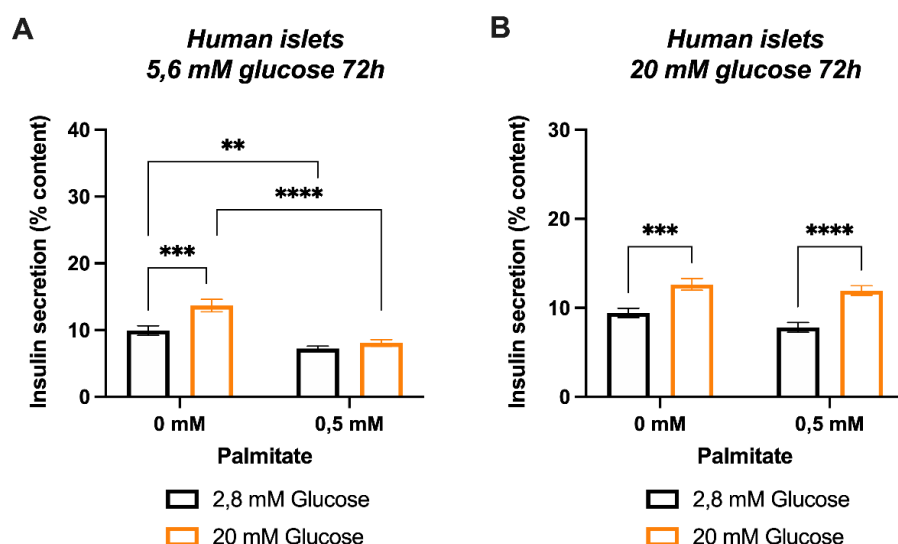 A
Human islets
5,6 mM glucose 72h
Insulin secretion (% content)
40
30
20
10
0
**
****
***
0 mM
0,5 mM
Palmitate
2,8 mM Glucose
20 mM Glucose
B
Human islets
20 mM glucose 72h
Insulin secretion (% content)
30
20
10
0
***
****
0 mM
0,5 mM
Palmitate
2,8 mM Glucose
20 mM Glucose